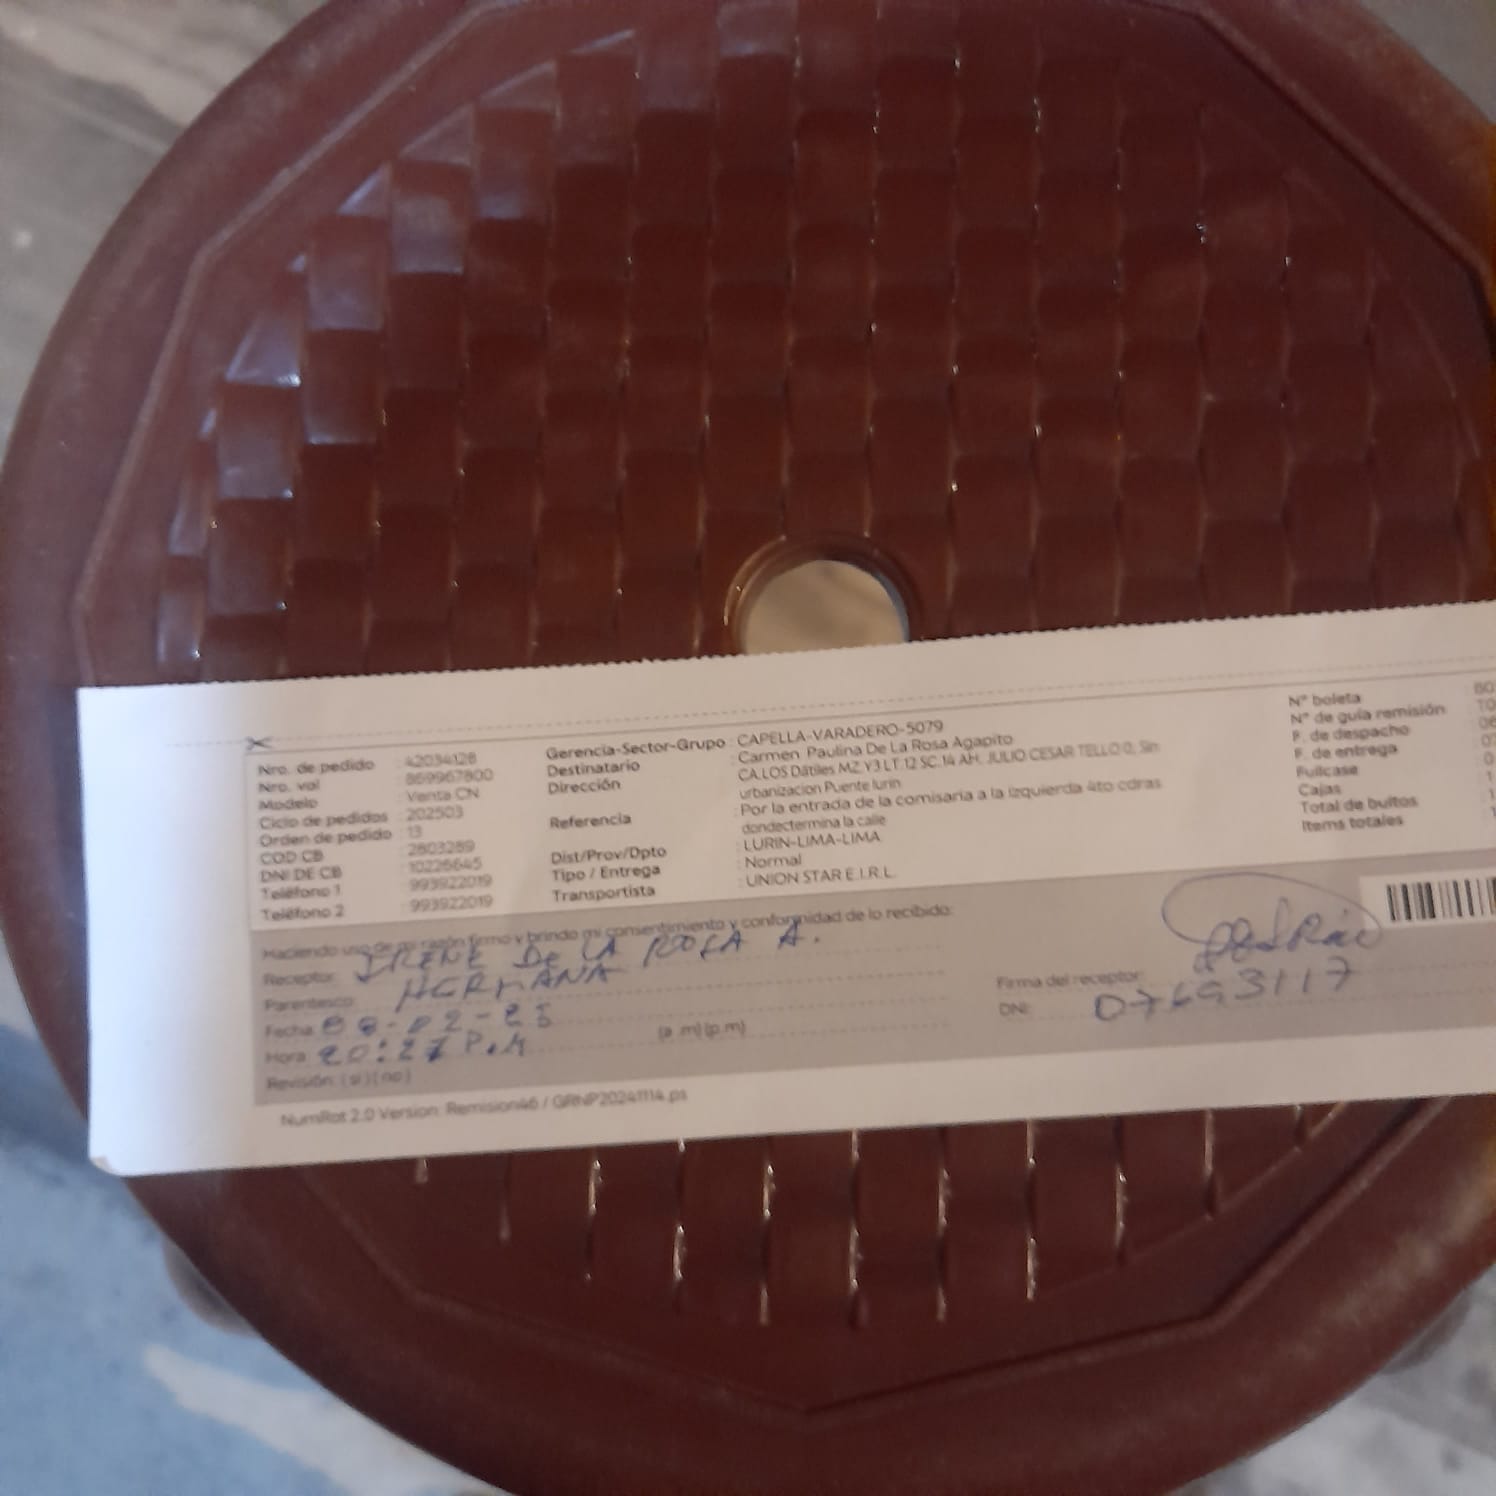 Nro. de pedido : 42034128
Nro. vol : 869967800
Modelo : Venta CN
Ciclo de pedidos : 202503
Orden de pedido : 13
COD CB : 2803289
DNI DE CB : 10226645
Teléfono 1 : 993922019
Teléfono 2 : 993922019
Gerencia-Sector-Grupo : CAPELLA-VARADERO-5079
Destinatario : Carmen Paulina De La Rosa Agapito
Dirección : CA.LOS Dátiles MZ Y3 LT 12 SC.14 AH. JULIO CESAR TELLO 0, Sin
urbanizacion Puente lurin
Referencia : Por la entrada de la comisaria a la izquierda 4to cdras
dondectermina la calle
Dist/Prov/Dpto : LURIN-LIMA-LIMA
Tipo / Entrega : Normal
Transportista : UNION STAR E.I.R.L.
N° boleta
N° de guía remisión
F. de despacho
F. de entrega
Fullcase
Cajas
Total de bultos
Items totales
Haciendo uso de mi razón firmo y brindo mi consentimiento y conformidad de lo recibido:
Receptor: IRENE DE LA ROSA A.
Parentesco: HERMANA
Fecha: 08-02-25
Hora: 20:27 P.M (a .m) (p.m)
Revisión: ( si ) ( no )
Firma del receptor:
DNI: 07693117
NumRot 2.0 Version: Remision46 / GRNP20241114.ps